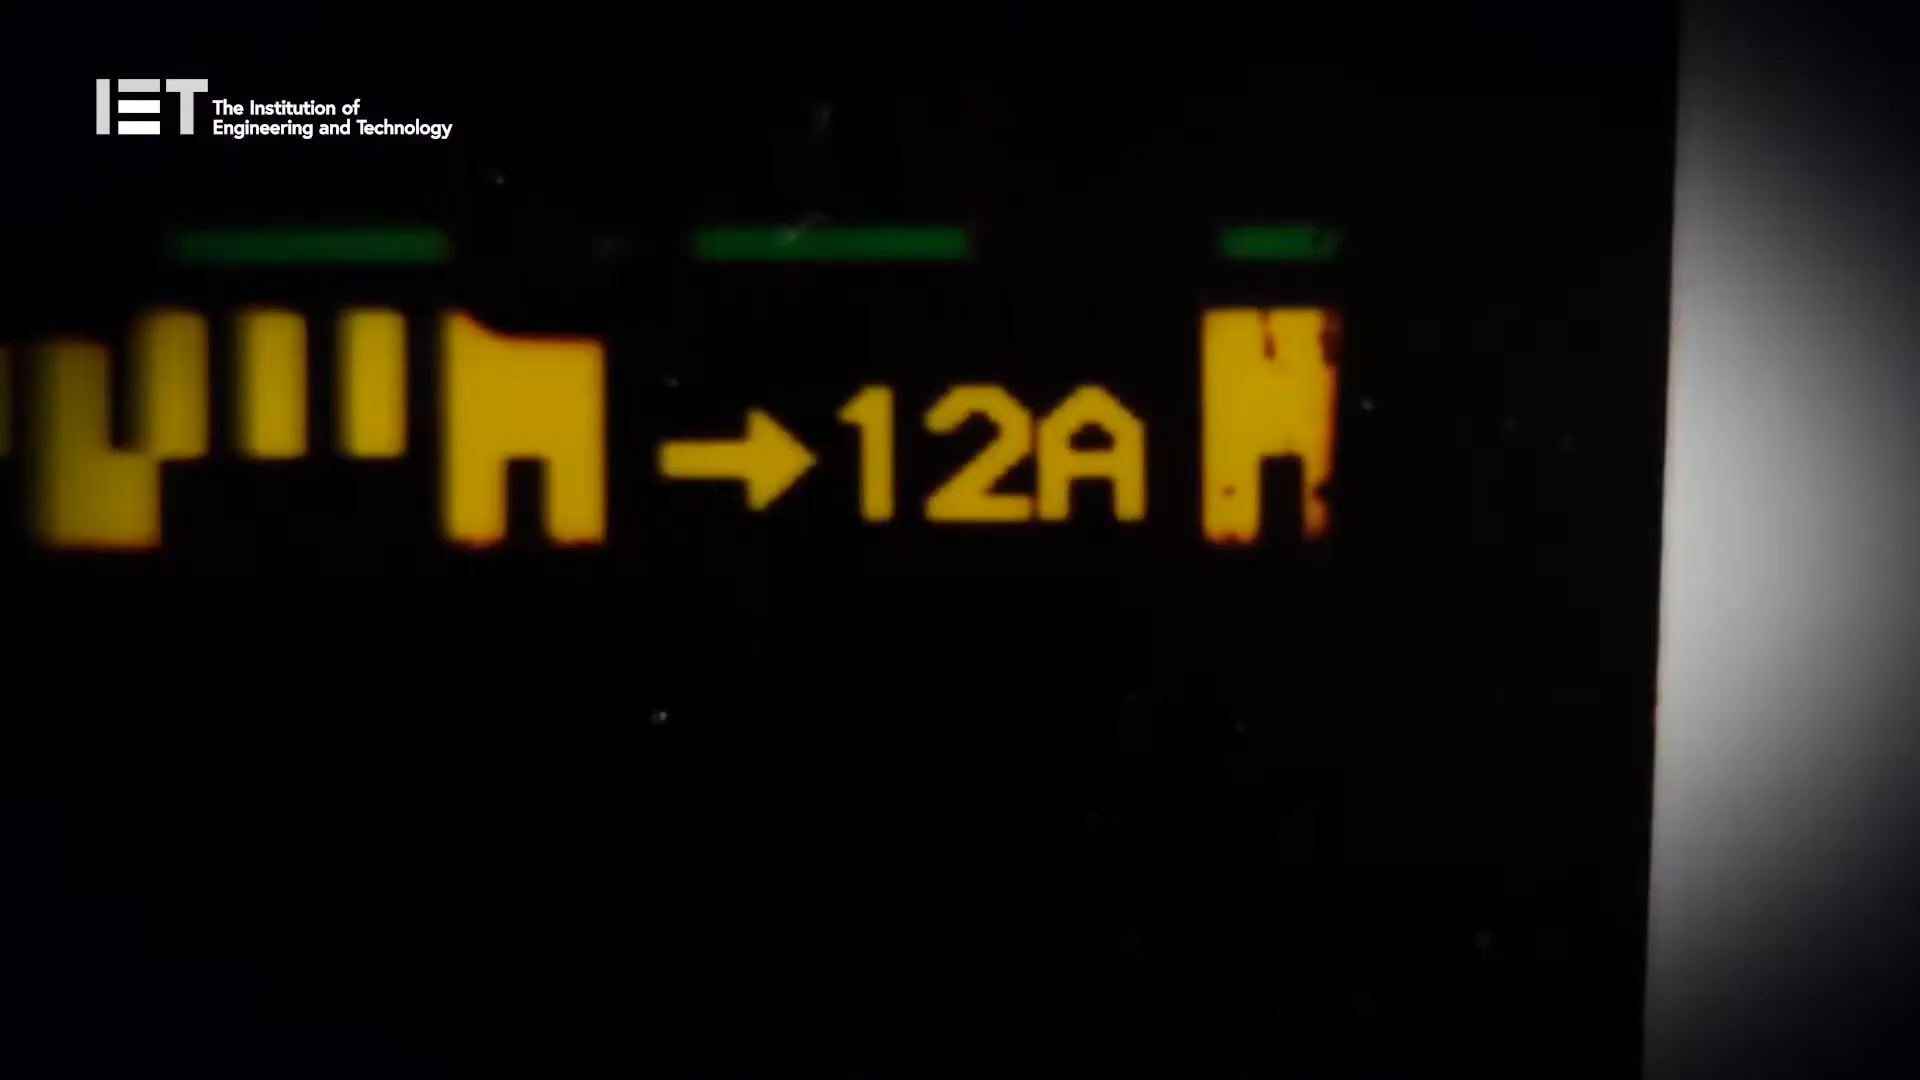 IET
The Institution of
Engineering and Technology
→12A